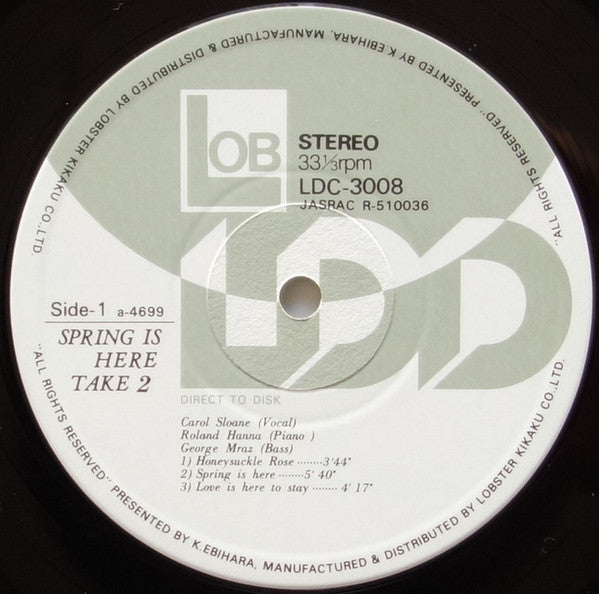 LOB
STEREO
33⅓rpm
LDC-3008
JASRAC R-510036
LDD
Side-1 a-4699
SPRING IS
HERE
TAKE 2
DIRECT TO DISK
Carol Sloane (Vocal)
Roland Hanna (Piano )
George Mraz (Bass)
1) Honeysuckle Rose ········3'44"
2) Spring is here ········5' 40"
3) Love is here to stay ········ 4' 17"
"ALL RIGHTS RESERVED" PRESENTED BY K.EBIHARA, MANUFACTURED & DISTRIBUTED BY LOBSTER KIKAKU CO.,LTD.
"ALL RIGHTS RESERVED" PRESENTED BY K.EBIHARA, MANUFACTURED & DISTRIBUTED BY LOBSTER KIKAKU CO.,LTD.